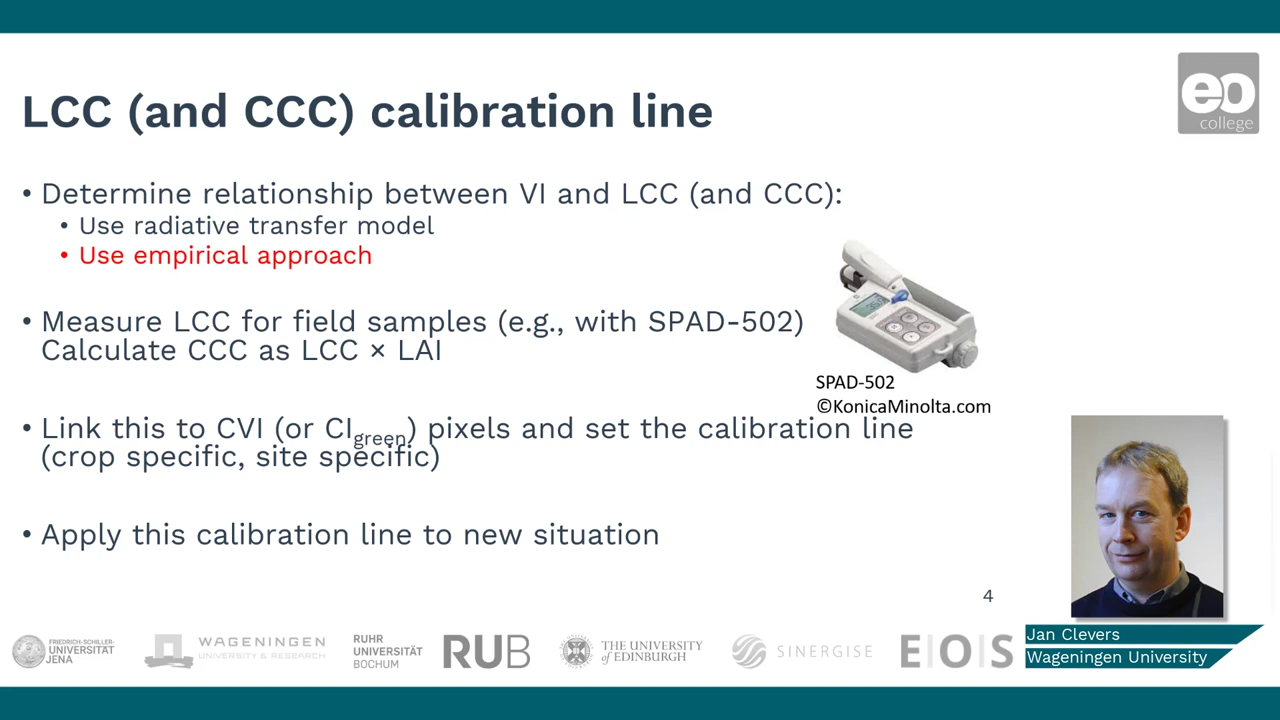 eo
college
LCC (and CCC) calibration line
• Determine relationship between VI and LCC (and CCC):
• Use radiative transfer model
• Use empirical approach
• Measure LCC for field samples (e.g., with SPAD-502)
Calculate CCC as LCC × LAI
SPAD-502
©KonicaMinolta.com
• Link this to CVI (or CIgreen) pixels and set the calibration line
(crop specific, site specific)
• Apply this calibration line to new situation
4
FRIEDRICH-SCHILLER-
UNIVERSITÄT
JENA
WAGENINGEN
UNIVERSITY & RESEARCH
RUHR
UNIVERSITÄT
BOCHUM
RUB
THE UNIVERSITY
of EDINBURGH
SINERGISE
E|O|S
Jan Clevers
Wageningen University